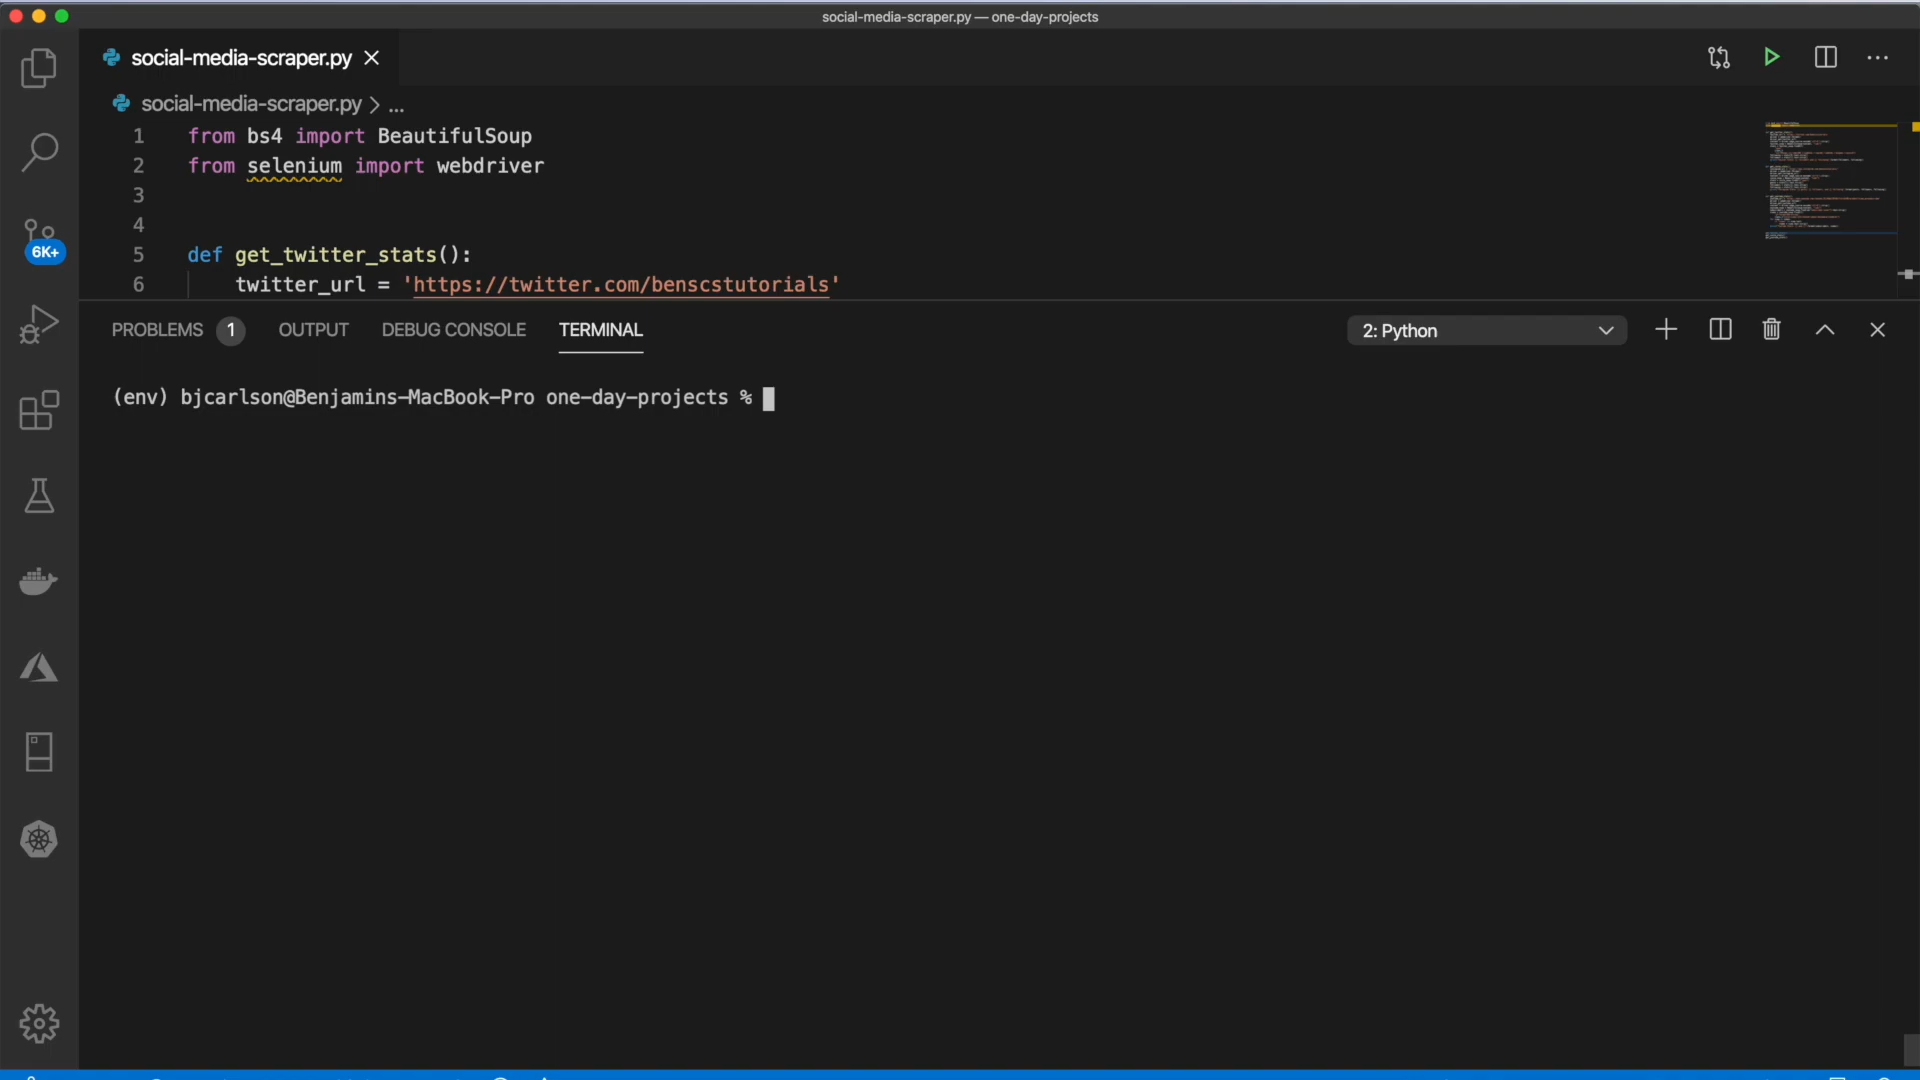 social-media-scraper.py — one-day-projects
social-media-scraper.py
social-media-scraper.py > ...
1 from bs4 import BeautifulSoup
2 from selenium import webdriver
3
4
5 def get_twitter_stats():
6 twitter_url = 'https://twitter.com/benscstutorials'
6K+
PROBLEMS 1 OUTPUT DEBUG CONSOLE TERMINAL 2: Python
(env) bjcarlson@Benjamins-MacBook-Pro one-day-projects %